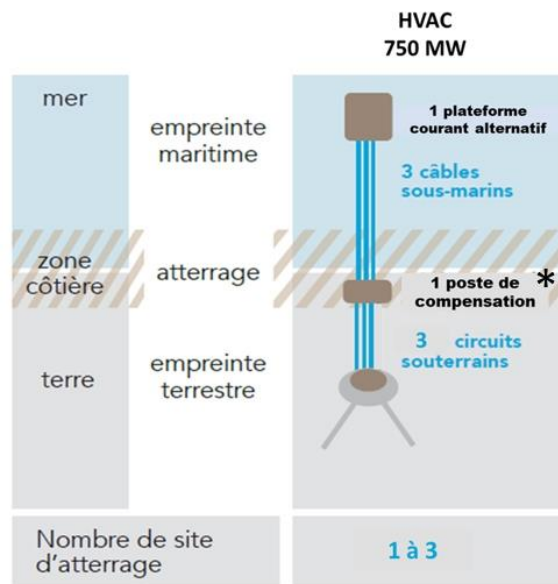 HVAC
750 MW
mer
empreinte
maritime
1 plateforme
courant alternatif
3 câbles
sous-marins
zone
côtière
atterrage
1 poste de
compensation *
terre
empreinte
terrestre
3 circuits
souterrains
Nombre de site
d'atterrage
1 à 3